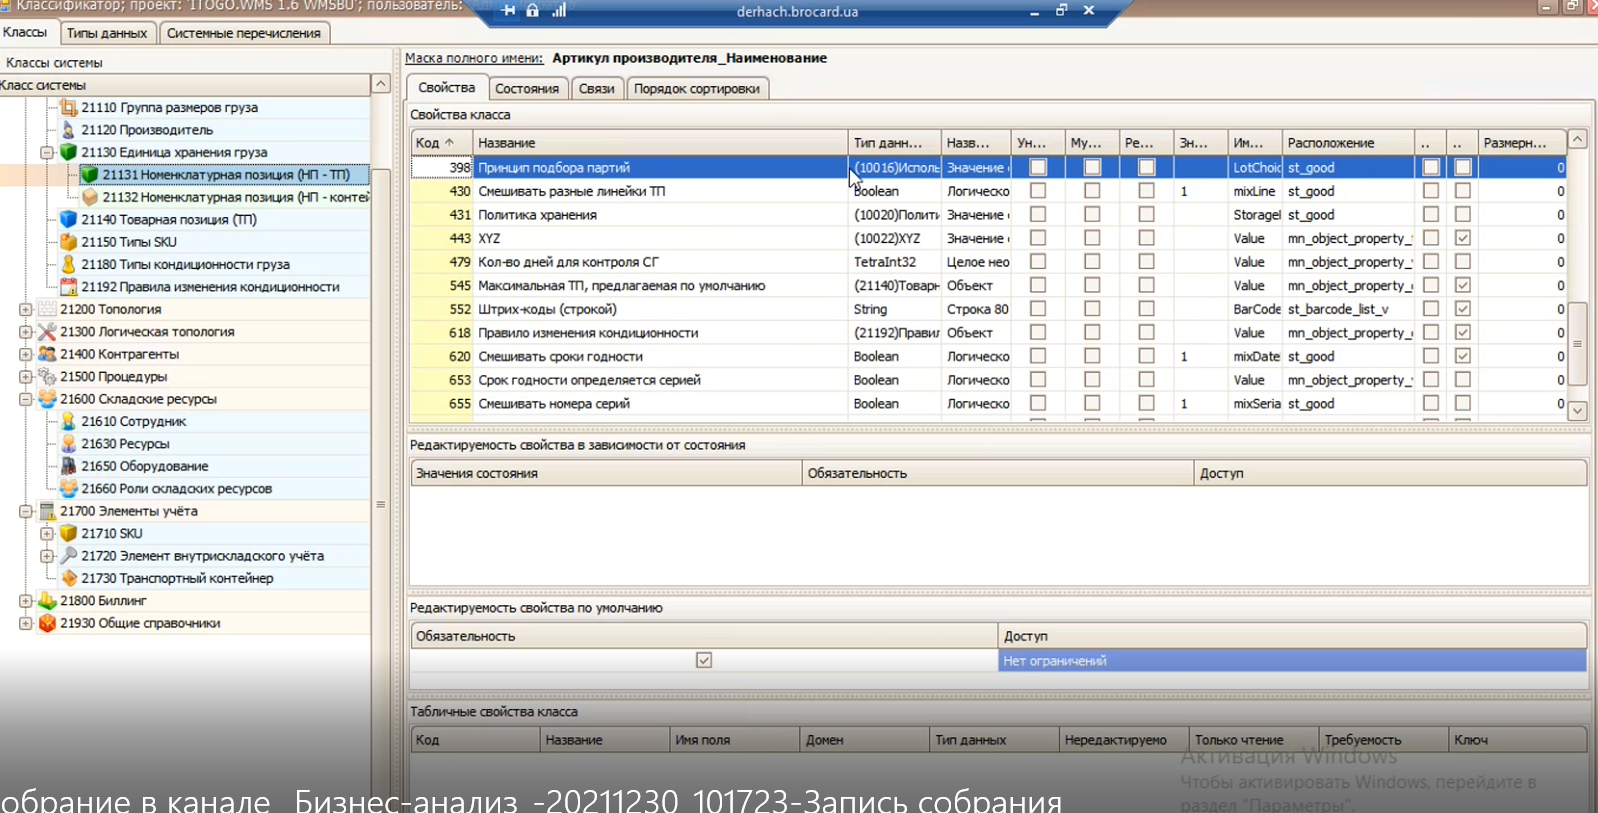 Классификатор; проект: 'ITOGO.WMS 1.6 WMSBU'; пользователь:
derhach.brocard.ua
Классы Типы данных Системные перечисления
Классы системы
Класс системы
21110 Группа размеров груза
21120 Производитель
21130 Единица хранения груза
21131 Номенклатурная позиция (НП - ТП)
21132 Номенклатурная позиция (НП - контей
21140 Товарная позиция (ТП)
21150 Типы SKU
21180 Типы кондиционности груза
21192 Правила изменения кондиционности
21200 Топология
21300 Логическая топология
21400 Контрагенты
21500 Процедуры
21600 Складские ресурсы
21610 Сотрудник
21630 Ресурсы
21650 Оборудование
21660 Роли складских ресурсов
21700 Элементы учёта
21710 SKU
21720 Элемент внутрискладского учёта
21730 Транспортный контейнер
21800 Биллинг
21930 Общие справочники
Маска полного имени: Артикул производителя_Наименование
Свойства Состояния Связи Порядок сортировки
Свойства класса
Код Название Тип данн... Назв... Ун... Му... Ре... Зн... Им... Расположение .. .. Размерн...
398 Принцип подбора партий (10016)Исполь Значение LotChoic st_good 0
430 Смешивать разные линейки ТП Boolean Логическо 1 mixLine st_good 0
431 Политика хранения (10020)Полити Значение StorageI st_good 0
443 XYZ (10022)XYZ Значение Value mn_object_property_ 0
479 Кол-во дней для контроля СГ TetraInt32 Целое нео Value mn_object_property_ 0
545 Максимальная ТП, предлагаемая по умолчанию (21140)Товарн Объект Value mn_object_property_ 0
552 Штрих-коды (строкой) String Строка 80 BarCode st_barcode_list_v 0
618 Правило изменения кондиционности (21192)Правил Объект Value mn_object_property_ 0
620 Смешивать сроки годности Boolean Логическо 1 mixDate st_good 0
653 Срок годности определяется серией Boolean Логическо Value mn_object_property_ 0
655 Смешивать номера серий Boolean Логическо 1 mixSeria st_good 0
Редактируемость свойства в зависимости от состояния
Значения состояния Обязательность Доступ
Редактируемость свойства по умолчанию
Обязательность Доступ
Нет ограничений
Табличные свойства класса
Код Название Имя поля Домен Тип данных Нередактируемо Только чтение Требуемость Ключ
Активация Windows
Чтобы активировать Windows, перейдите в
раздел "Параметры".
обрание в канале _Бизнес-анализ_-20211230_101723-Запись собрания